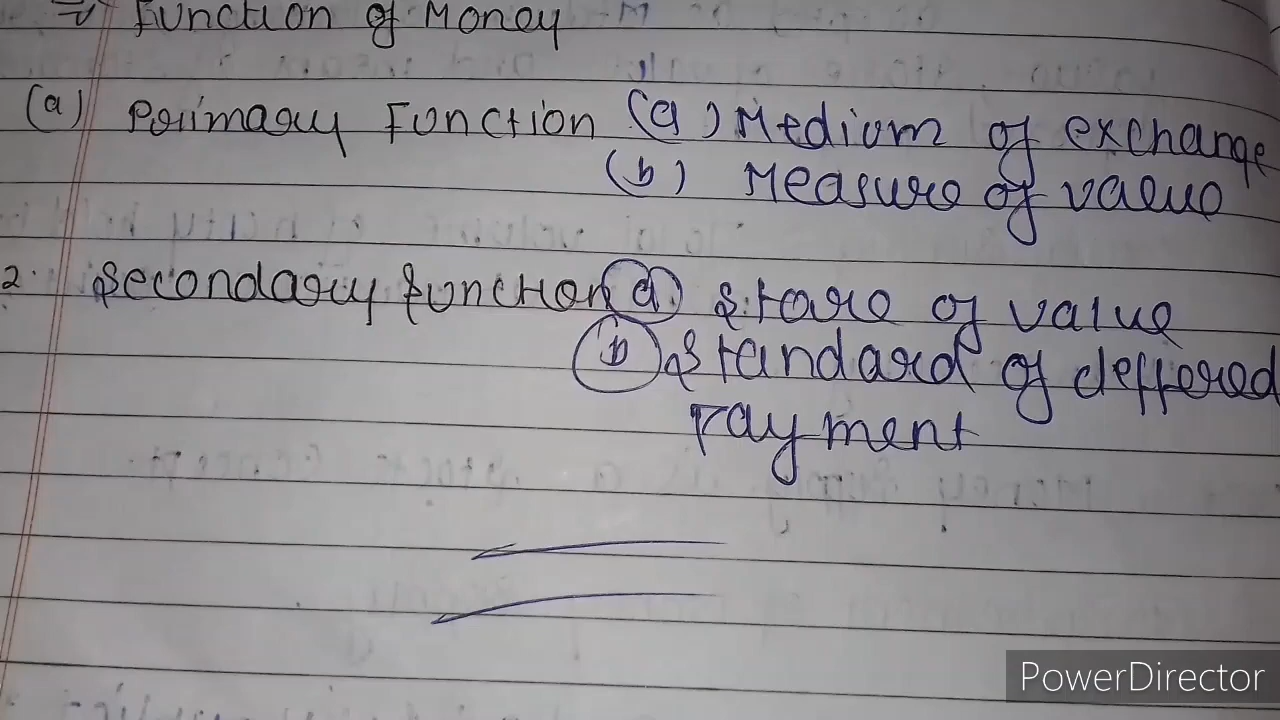 ⇒ Function of Money
(a) Primary Function (a) Medium of exchange
(b) Measure of value
2. Secondary function (a) Store of value
(b) Standard of deffered
Payment
PowerDirector